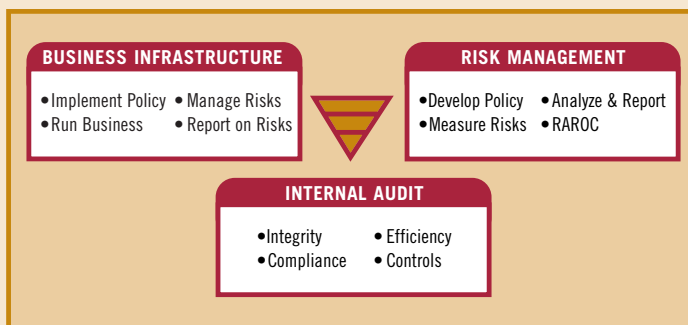 BUSINESS INFRASTRUCTURE
• Implement Policy • Manage Risks
• Run Business • Report on Risks
RISK MANAGEMENT
• Develop Policy • Analyze & Report
• Measure Risks • RAROC
INTERNAL AUDIT
• Integrity • Efficiency
• Compliance • Controls